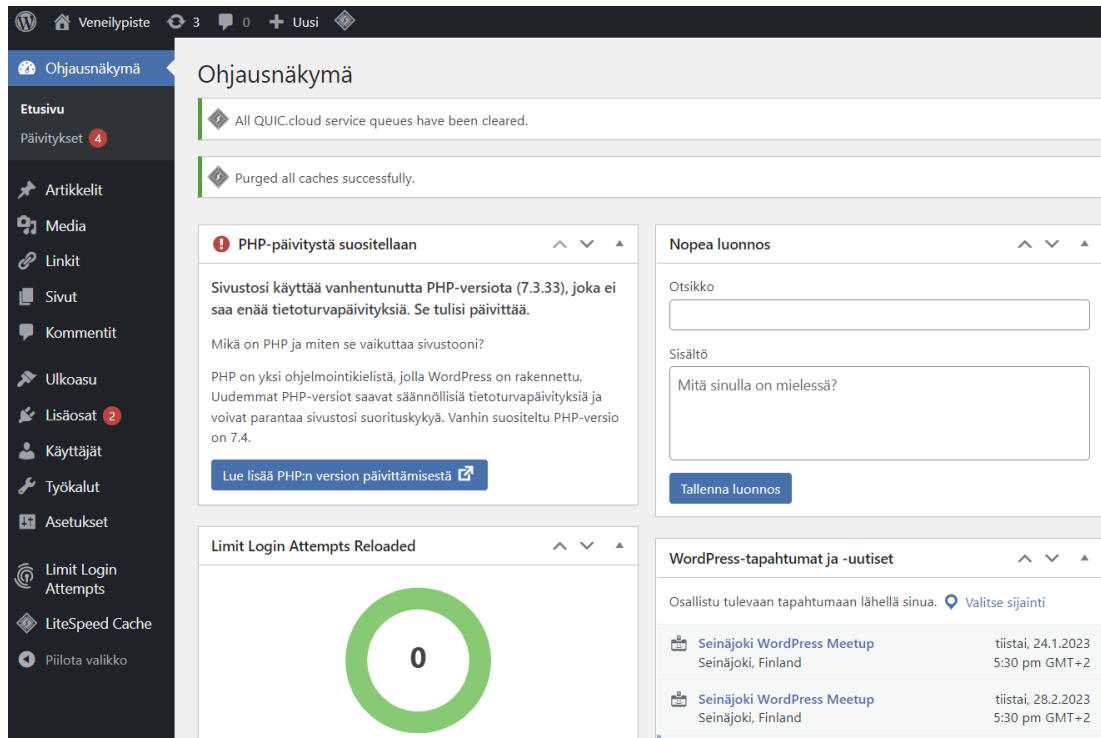 Veneilypiste 3 0 Uusi
Ohjausnäkymä
Etusivu
Päivitykset 4
Artikkelit
Media
Linkit
Sivut
Kommentit
Ulkoasu
Lisäosat 2
Käyttäjät
Työkalut
Asetukset
Limit Login
Attempts
LiteSpeed Cache
Piilota valikko
Ohjausnäkymä
All QUIC.cloud service queues have been cleared.
Purged all caches successfully.
PHP-päivitystä suositellaan
Sivustosi käyttää vanhentunutta PHP-versiota (7.3.33), joka ei
saa enää tietoturvapäivityksiä. Se tulisi päivittää.
Mikä on PHP ja miten se vaikuttaa sivustooni?
PHP on yksi ohjelmointikielistä, jolla WordPress on rakennettu.
Uudemmat PHP-versiot saavat säännöllisiä tietoturvapäivityksiä ja
voivat parantaa sivustosi suorituskykyä. Vanhin suositeltu PHP-versio
on 7.4.
Lue lisää PHP:n version päivittämisestä
Limit Login Attempts Reloaded
0
Nopea luonnos
Otsikko
Sisältö
Mitä sinulla on mielessä?
Tallenna luonnos
WordPress-tapahtumat ja -uutiset
Osallistu tulevaan tapahtumaan lähellä sinua. Valitse sijainti
Seinäjoki WordPress Meetup tiistai, 24.1.2023
Seinäjoki, Finland 5:30 pm GMT+2
Seinäjoki WordPress Meetup tiistai, 28.2.2023
Seinäjoki, Finland 5:30 pm GMT+2